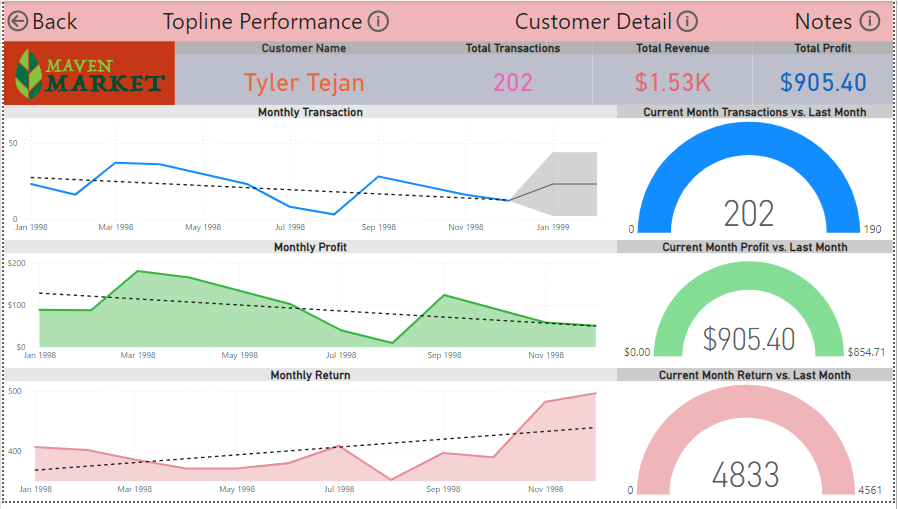 Back Topline Performance Customer Detail Notes
MAVEN
MARKET
Customer Name Total Transactions Total Revenue Total Profit
Tyler Tejan 202 $1.53K $905.40
Monthly Transaction
50
0
Jan 1998 Mar 1998 May 1998 Jul 1998 Sep 1998 Nov 1998 Jan 1999
Current Month Transactions vs. Last Month
202
0 190
Monthly Profit
$200
$100
$0
Jan 1998 Mar 1998 May 1998 Jul 1998 Sep 1998 Nov 1998
Current Month Profit vs. Last Month
$905.40
$0.00 $854.71
Monthly Return
500
400
Jan 1998 Mar 1998 May 1998 Jul 1998 Sep 1998 Nov 1998
Current Month Return vs. Last Month
4833
0 4561